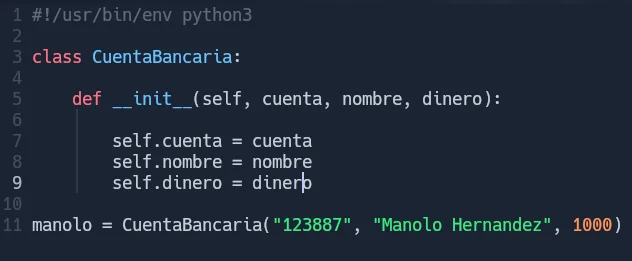 1 #!/usr/bin/env python3
2
3 class CuentaBancaria:
4
5     def __init__(self, cuenta, nombre, dinero):
6
7         self.cuenta = cuenta
8         self.nombre = nombre
9         self.dinero = dinero
10
11 manolo = CuentaBancaria("123887", "Manolo Hernandez", 1000)